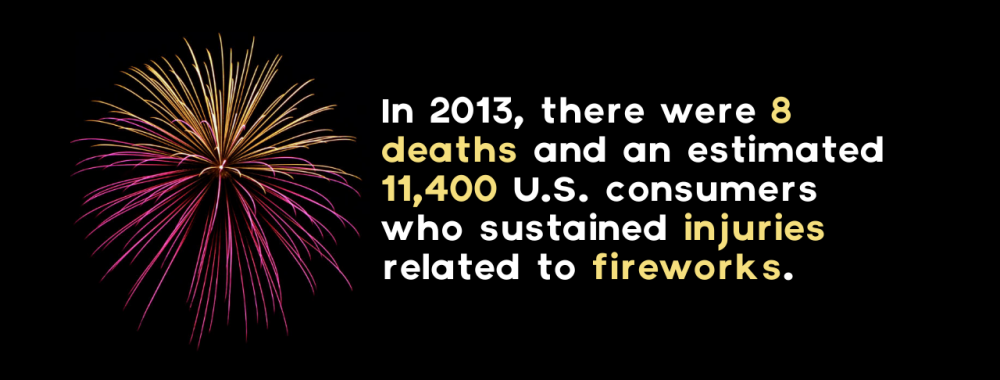 In 2013, there were 8
deaths and an estimated
11,400 U.S. consumers
who sustained injuries
related to fireworks.